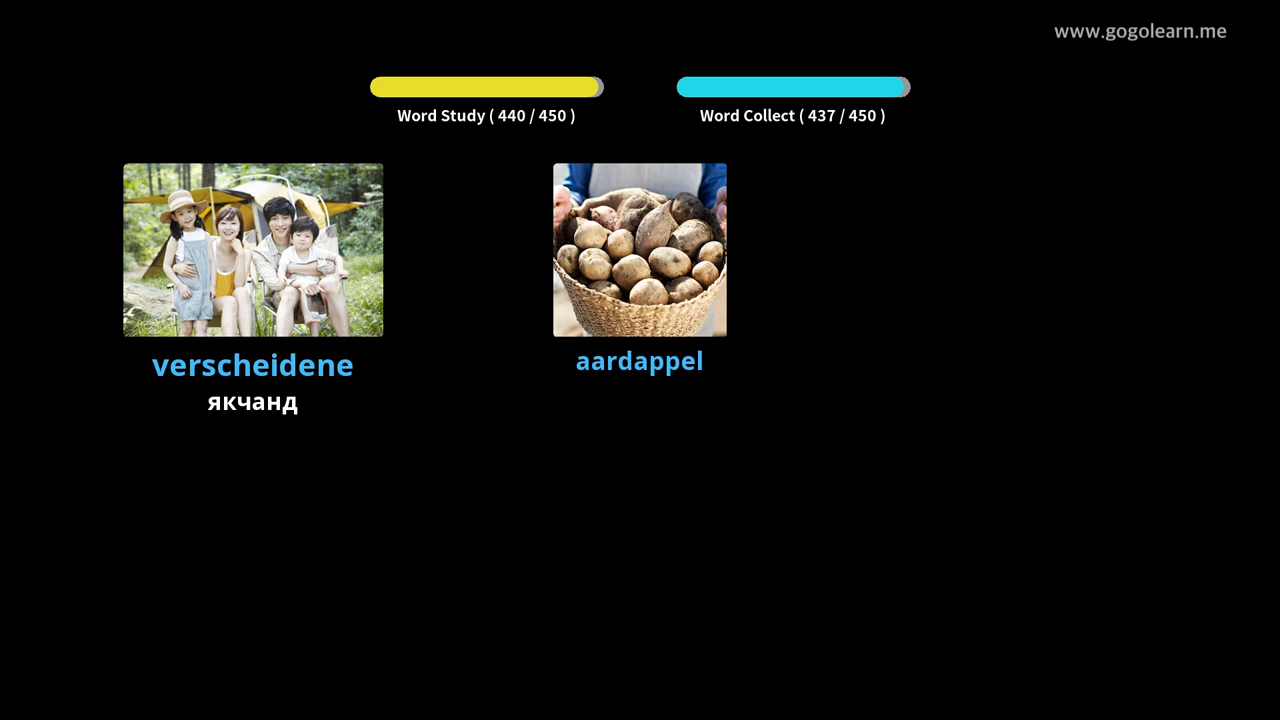 www.gogolearn.me
Word Study ( 440 / 450 )
Word Collect ( 437 / 450 )
verscheidene
якчанд
aardappel